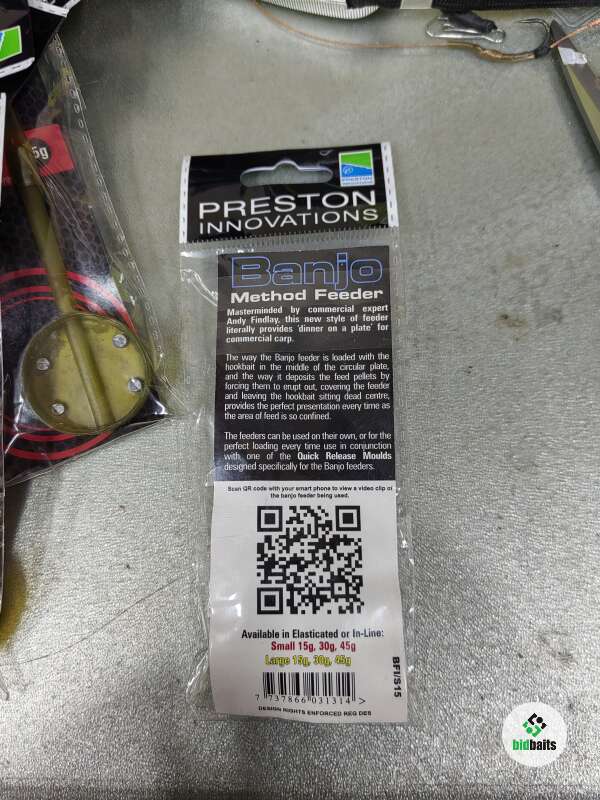 5g
PRESTON
INNOVATIONS
PRESTON
INNOVATIONS
Banjo
Method Feeder
Masterminded by commercial expert
Andy Findlay, this new style of feeder
literally provides 'dinner on a plate' for
commercial carp.
The way the Banjo feeder is loaded with the
hookbait in the middle of the circular plate,
and the way it deposits the feed pellets by
forcing them to erupt out, covering the feeder
and leaving the hookbait sitting dead centre,
provides the perfect presentation every time as
the area of feed is so confined.
The feeders can be used on their own, or for the
perfect loading every time use in conjunction
with one of the Quick Release Moulds
designed specifically for the Banjo feeders.
Scan QR code with your smart phone to view a video clip of
the banjo feeder being used.
Available in Elasticated or In-Line:
Small 15g, 30g, 45g
Large 15g, 30g, 45g
BFI/S15
7 737866 031314 >
DESIGN RIGHTS ENFORCED REG DES
bidbaits